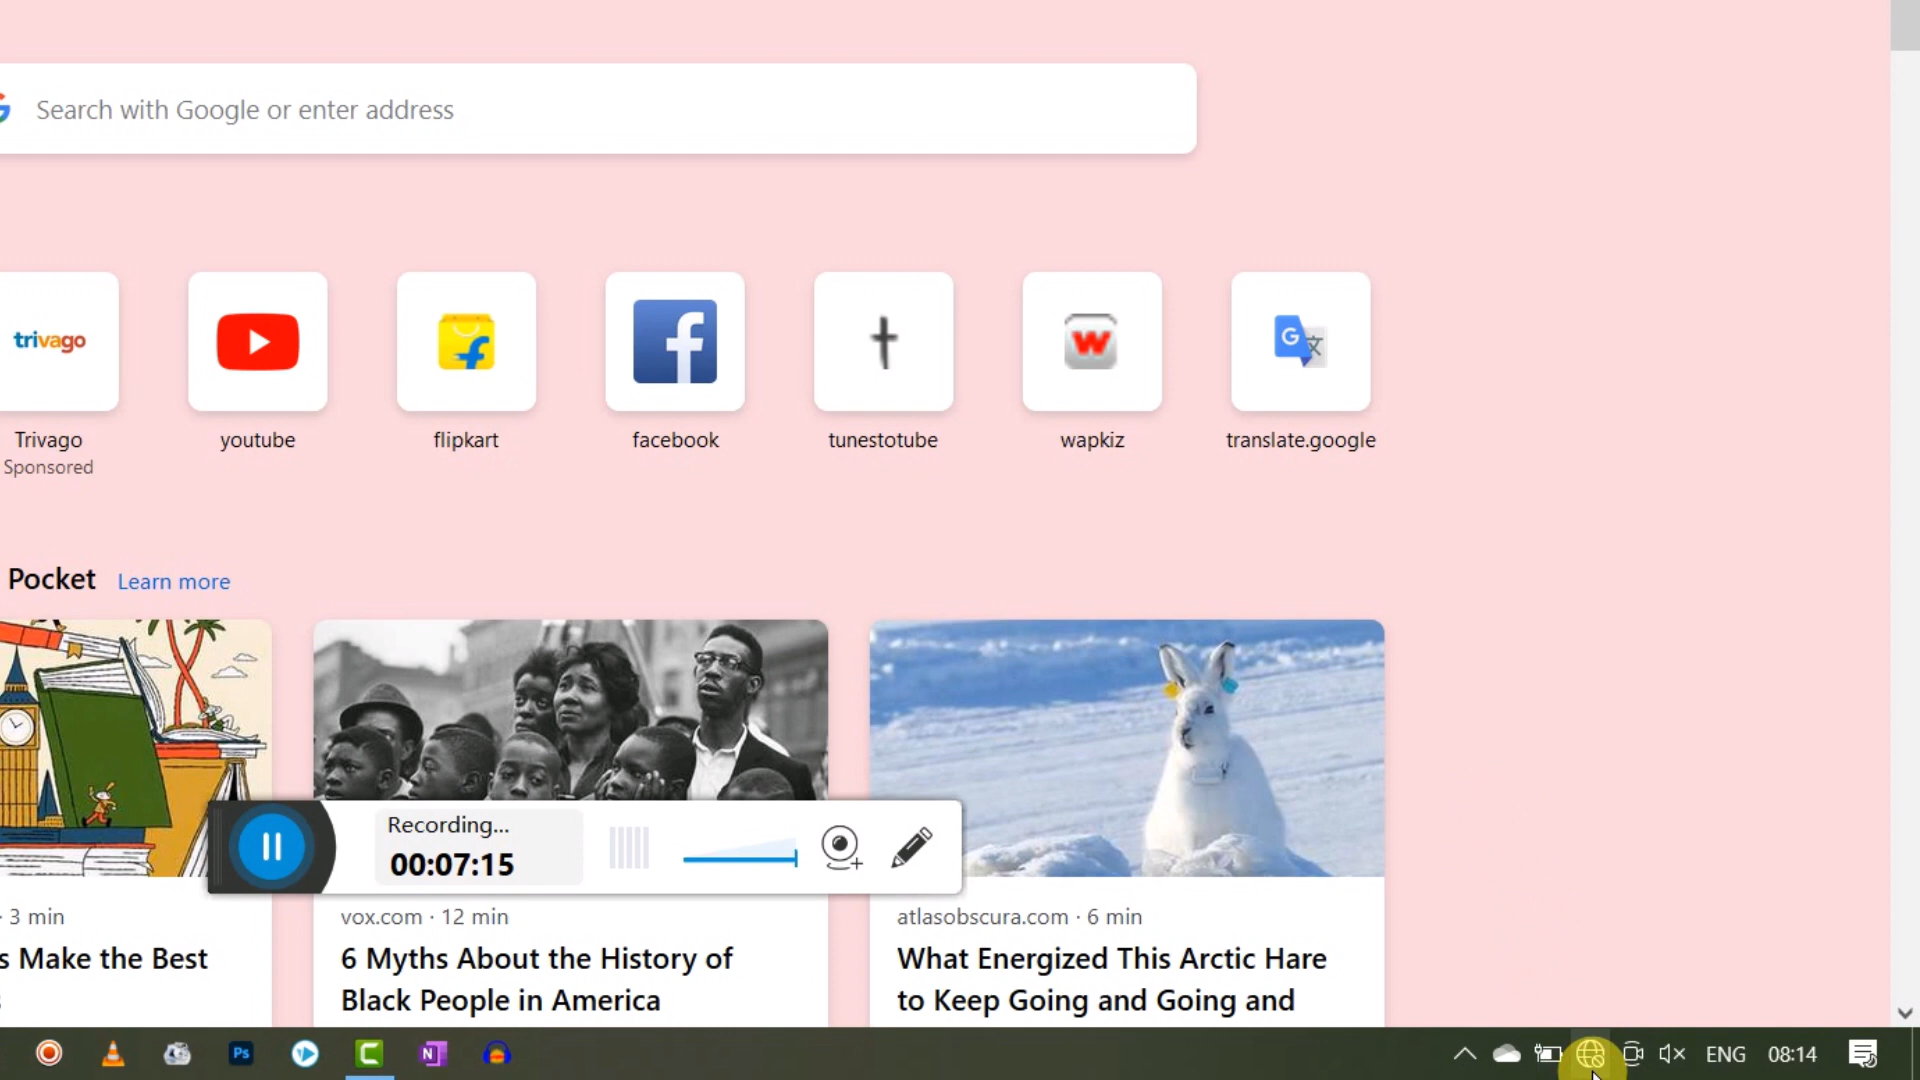 Search with Google or enter address
trivago
W
G 文
Trivago
Sponsored
youtube
flipkart
facebook
tunestotube
wapkiz
translate.google
Pocket Learn more
Recording...
00:07:15
· 3 min
s Make the Best
vox.com · 12 min
6 Myths About the History of
Black People in America
atlasobscura.com · 6 min
What Energized This Arctic Hare
to Keep Going and Going and
Ps
N
ENG
08:14